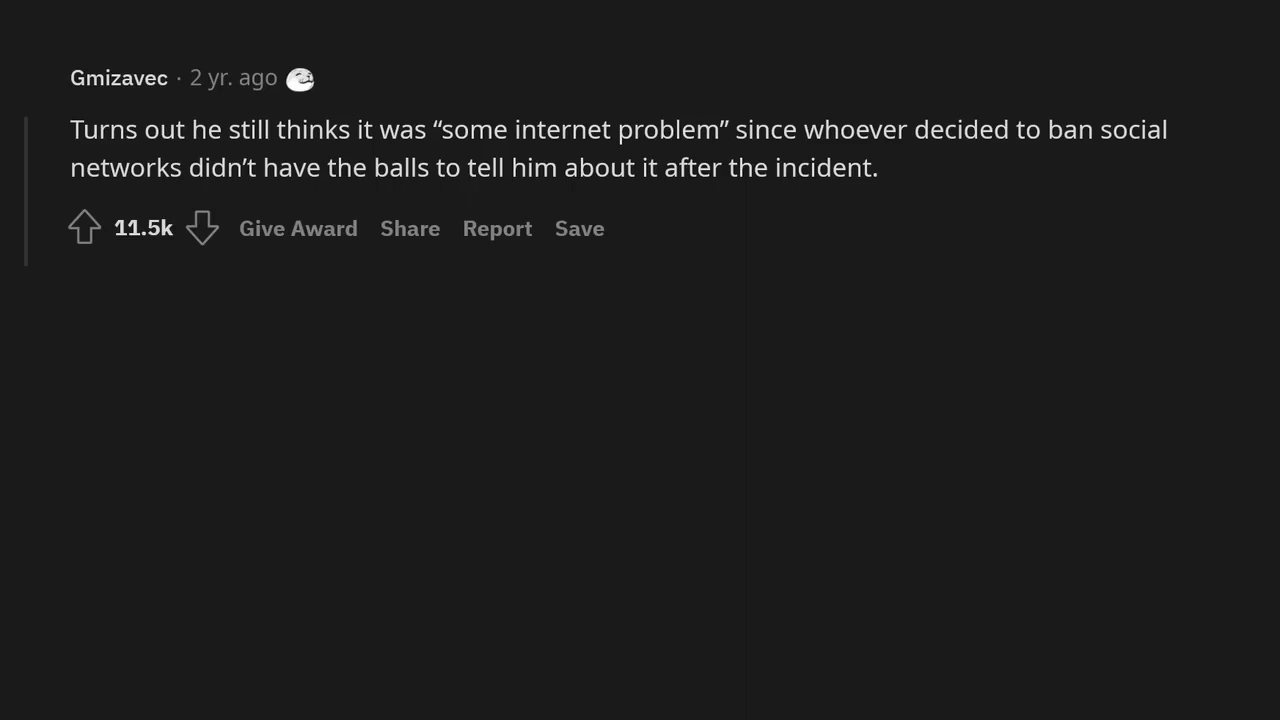 Gmizavec · 2 yr. ago
Turns out he still thinks it was “some internet problem” since whoever decided to ban social
networks didn’t have the balls to tell him about it after the incident.
11.5k Give Award Share Report Save